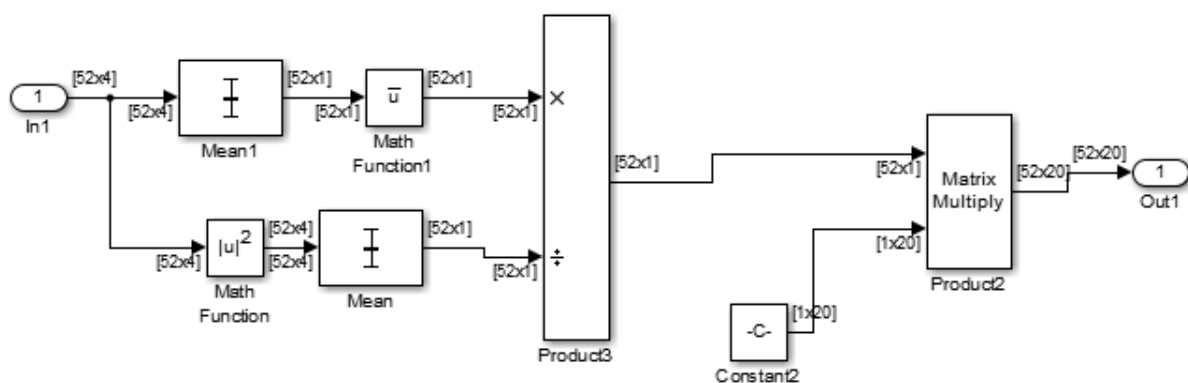 1
In1
[52x4]
[52x4]
Mean1
[52x1]
[52x1]
u
Math
Function1
[52x1]
[52x1]
×
[52x4]
|u|²
Math
Function
[52x4]
[52x4]
Mean
[52x1]
[52x1]
÷
Product3
[52x1]
[52x1]
Matrix
Multiply
[1x20]
Product2
-C-
Constant2
[1x20]
[52x20]
[52x20]
1
Out1